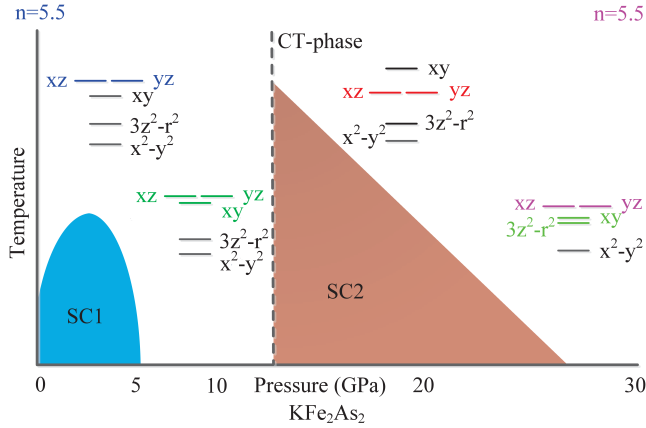 n=5.5 n=5.5
CT-phase
xz yz
xy
3z²-r²
x²-y²
xy
xz yz
3z²-r²
x²-y²
xz yz
xy
3z²-r²
x²-y²
xz yz
xy
3z²-r²
x²-y²
Temperature
SC1
SC2
0 5 10 Pressure (GPa) 20 30
KFe₂As₂